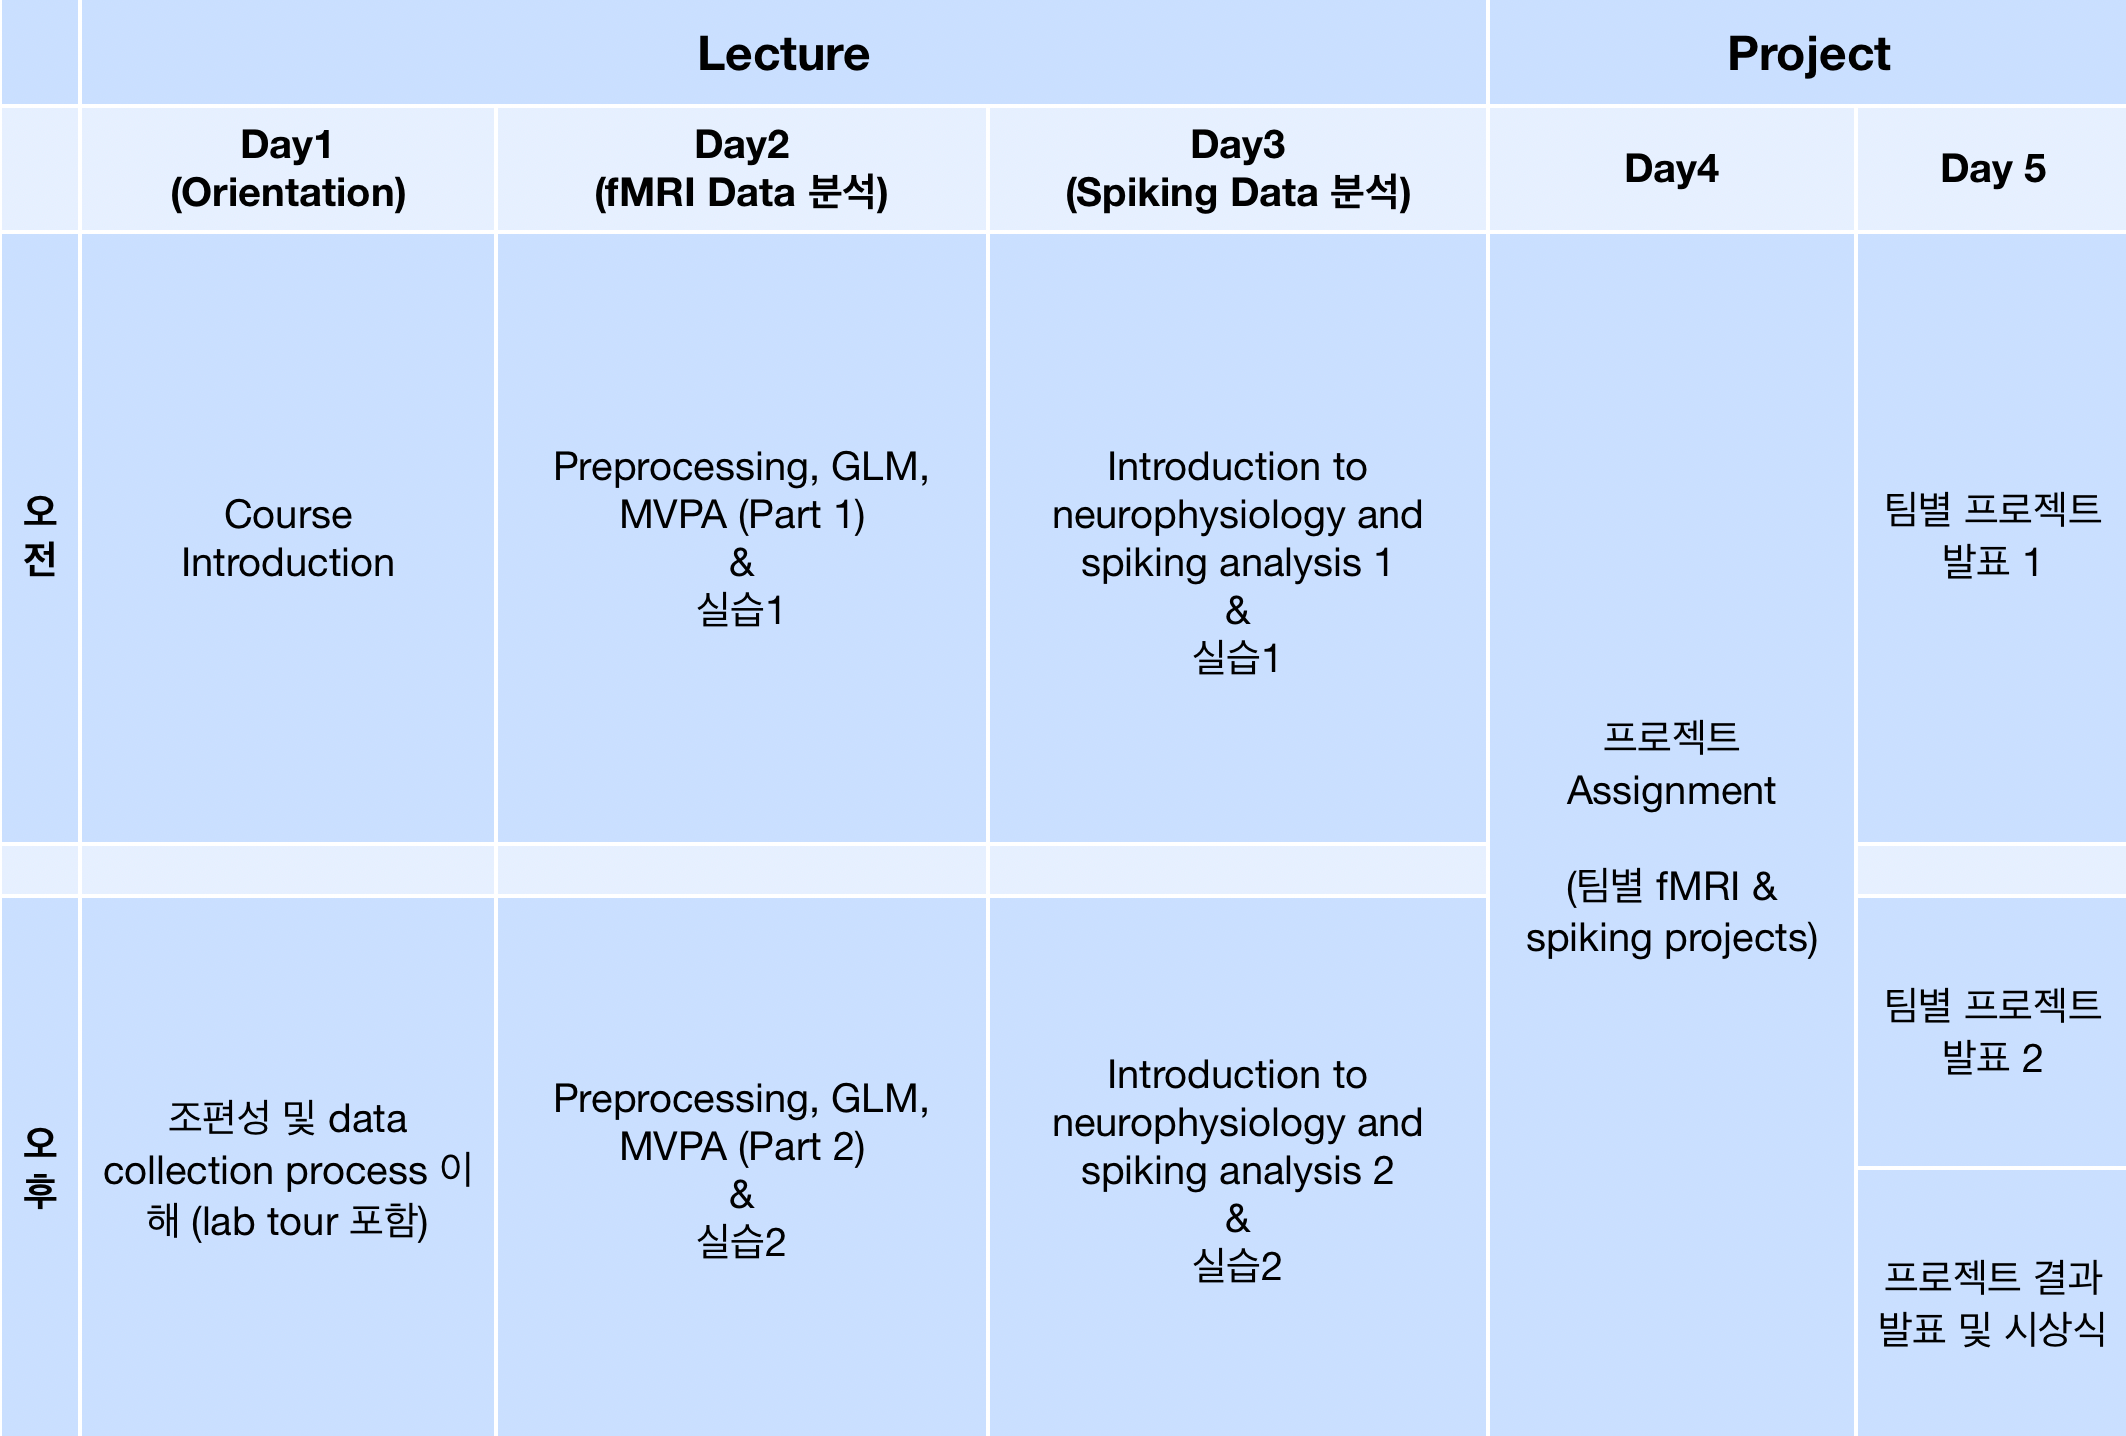 Lecture
Project
Day1
(Orientation)
Day2
(fMRI Data 분석)
Day3
(Spiking Data 분석)
Day4
Day 5
오
전
Course
Introduction
Preprocessing, GLM,
MVPA (Part 1)
&
실습1
Introduction to
neurophysiology and
spiking analysis 1
&
실습1
프로젝트
Assignment
(팀별 fMRI &
spiking projects)
팀별 프로젝트
발표 1
오
후
조편성 및 data
collection process 이
해 (lab tour 포함)
Preprocessing, GLM,
MVPA (Part 2)
&
실습2
Introduction to
neurophysiology and
spiking analysis 2
&
실습2
팀별 프로젝트
발표 2
프로젝트 결과
발표 및 시상식